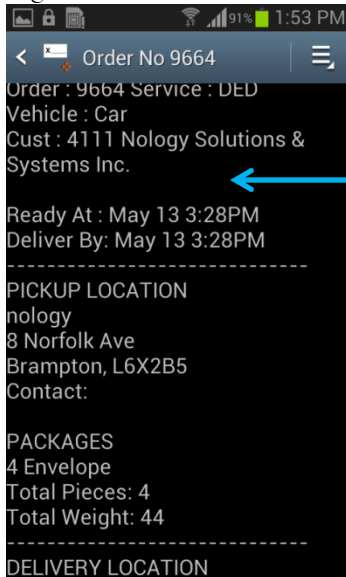 91% 1:53 PM
Order No 9664
Order : 9664 Service : DED
Vehicle : Car
Cust : 4111 Nology Solutions &
Systems Inc.
Ready At : May 13 3:28PM
Deliver By: May 13 3:28PM
------------------------------
PICKUP LOCATION
nology
8 Norfolk Ave
Brampton, L6X2B5
Contact:
PACKAGES
4 Envelope
Total Pieces: 4
Total Weight: 44
------------------------------
DELIVERY LOCATION